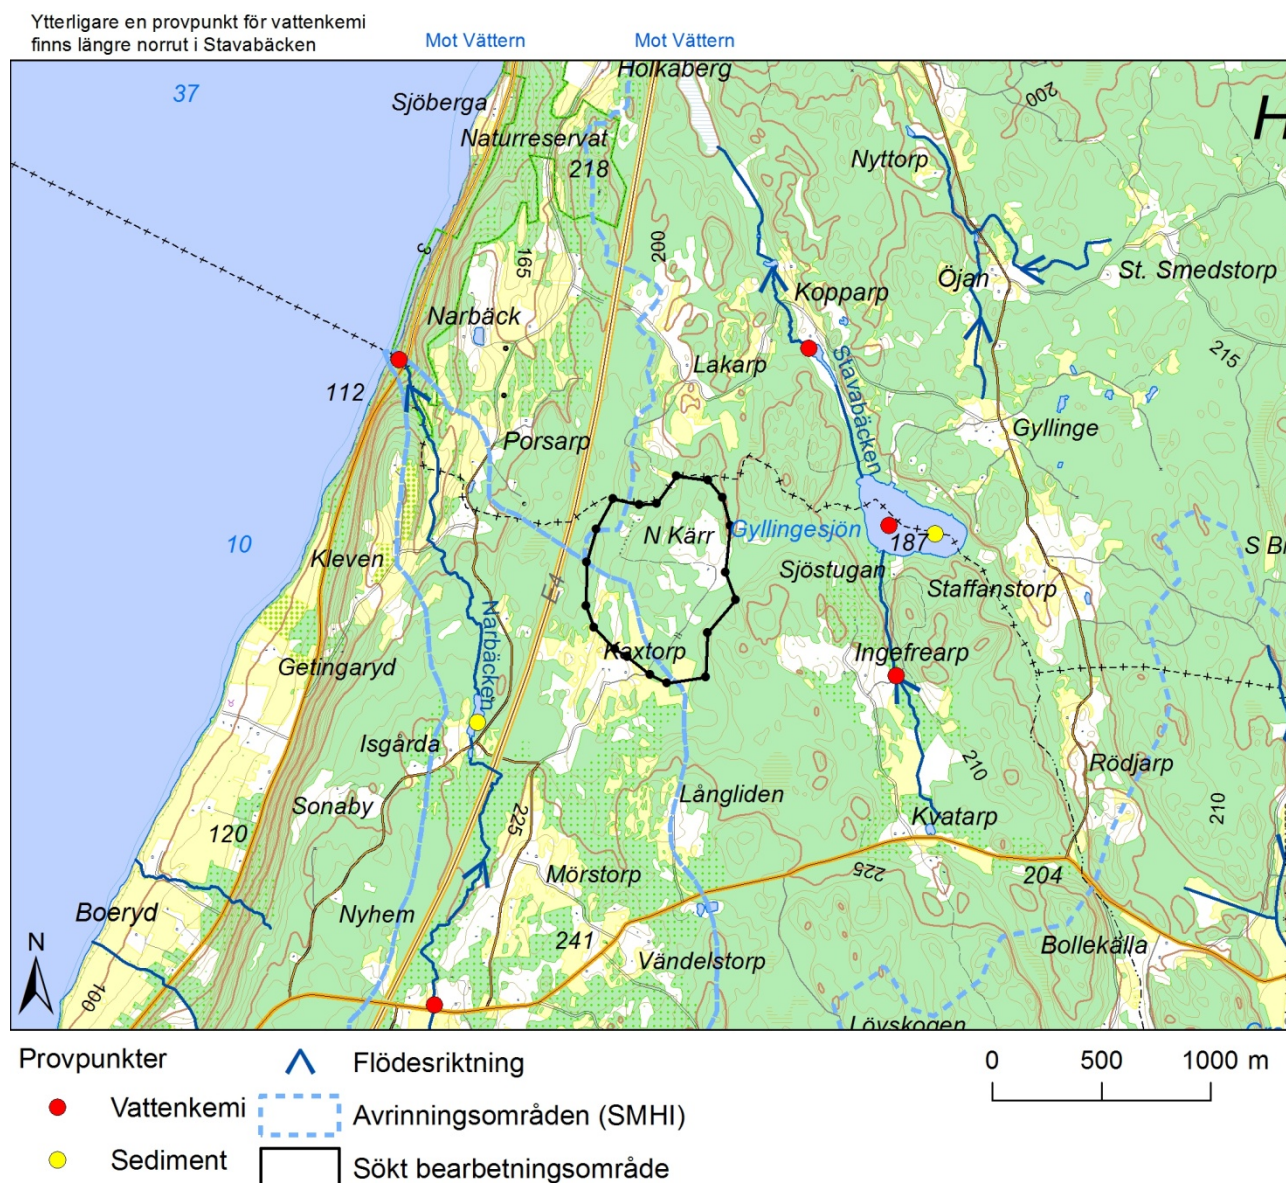 Ytterligare en provpunkt för vattenkemi
finns längre norrut i Stavabäcken
Mot Vättern
Mot Vättern
37
Sjöberga
Holkaberg
200
H
Naturreservat
218
Nyttorp
3
165
200
St. Smedstorp
Öjan
Kopparp
Narbäck
215
Lakarp
Stavabäcken
112
Gyllinge
Porsarp
10
N Kärr
Gyllingesjön
187
S B
Kleven
E4
Sjöstugan
Staffanstorp
Narbäcken
Kaxtorp
Ingefrearp
Getingaryd
Isgårda
210
Rödjarp
Sonaby
225
Långliden
210
120
Kvatarp
Mörstorp
225
204
Boeryd
Nyhem
241
Vändelstorp
Bollekälla
N
100
Lövskogen
Provpunkter
Flödesriktning
0 500 1000 m
Vattenkemi
Avrinningsområden (SMHI)
Sediment
Sökt bearbetningsområde